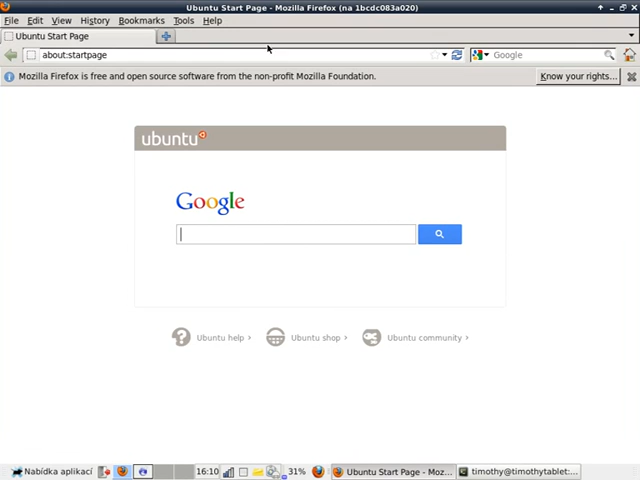 Ubuntu Start Page - Mozilla Firefox (na 1bcdc083a020)
File Edit View History Bookmarks Tools Help
Ubuntu Start Page
about:startpage
Google
Mozilla Firefox is free and open source software from the non-profit Mozilla Foundation.
Know your rights...
ubuntu
Google
Ubuntu help › Ubuntu shop › Ubuntu community ›
Nabídka aplikací 16:10 31% Ubuntu Start Page - Moz... timothy@timothytablet:...